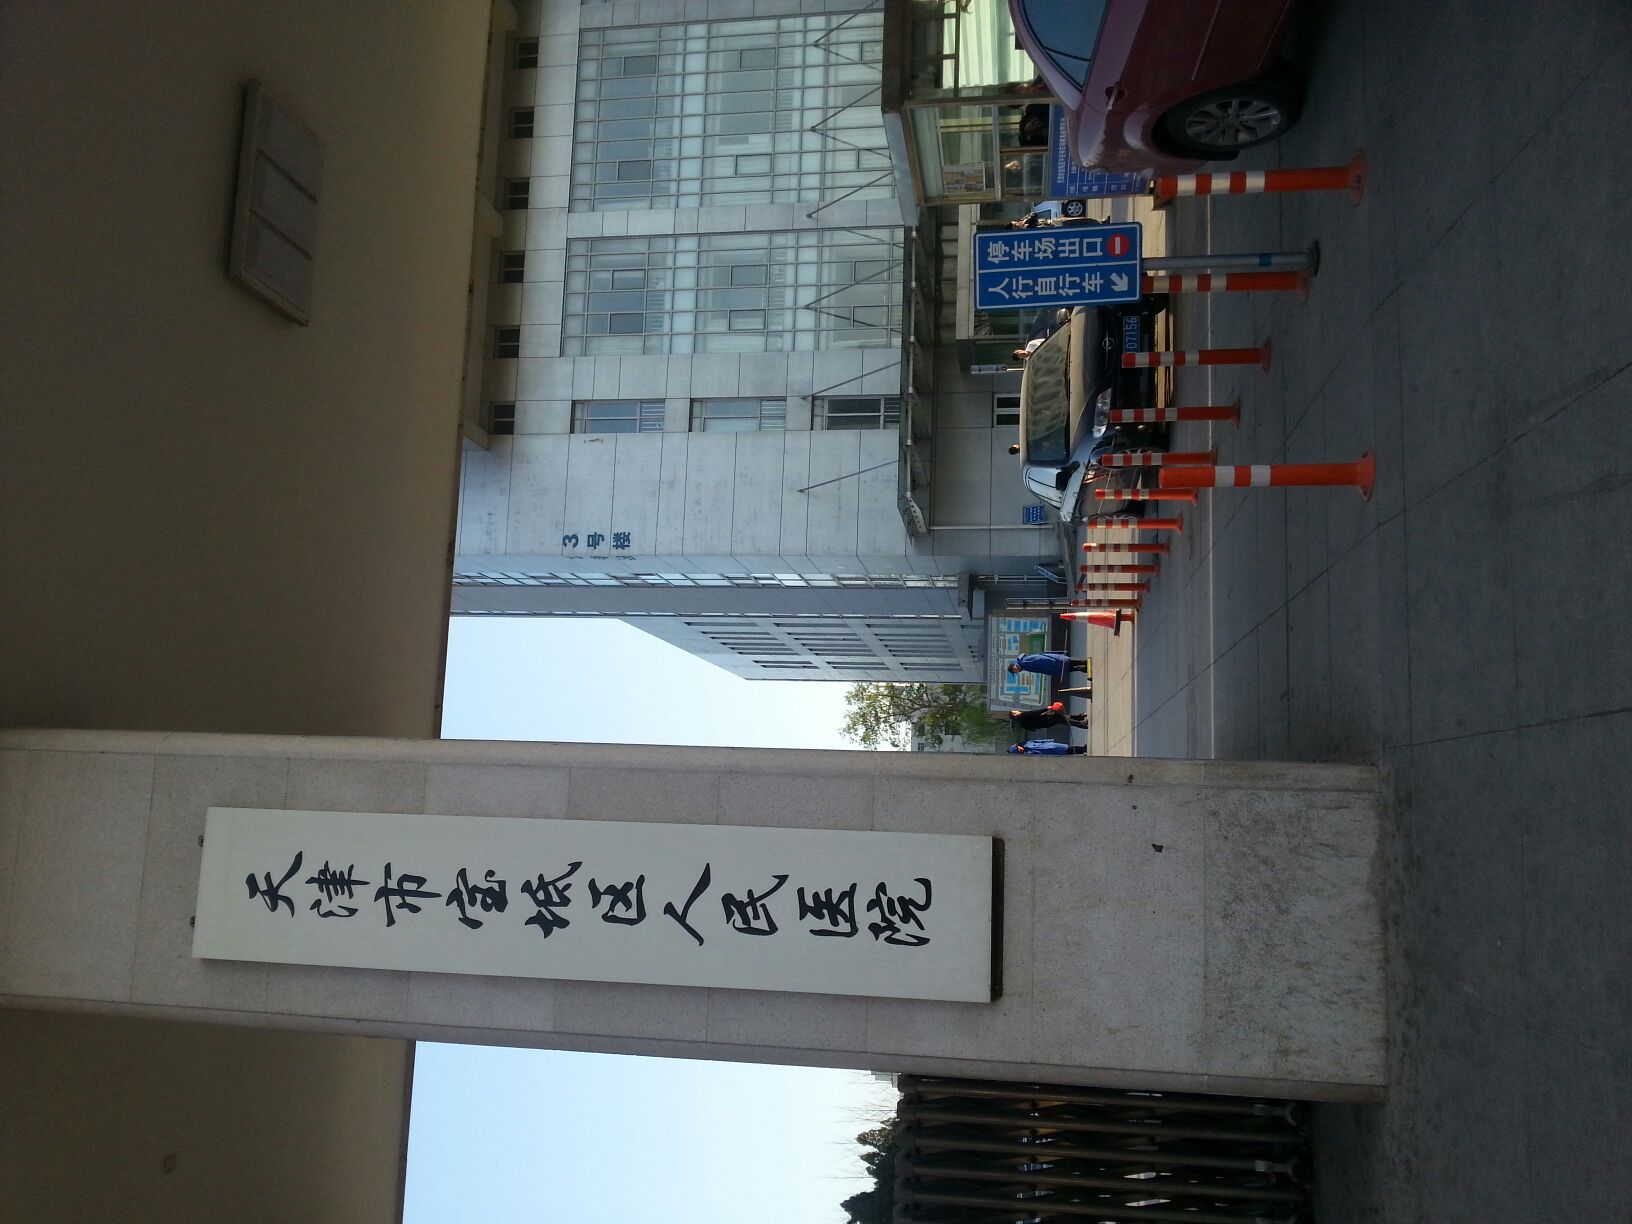 天津市宝坻区人民医院
3号楼
停车场出口
人行自行车
07156